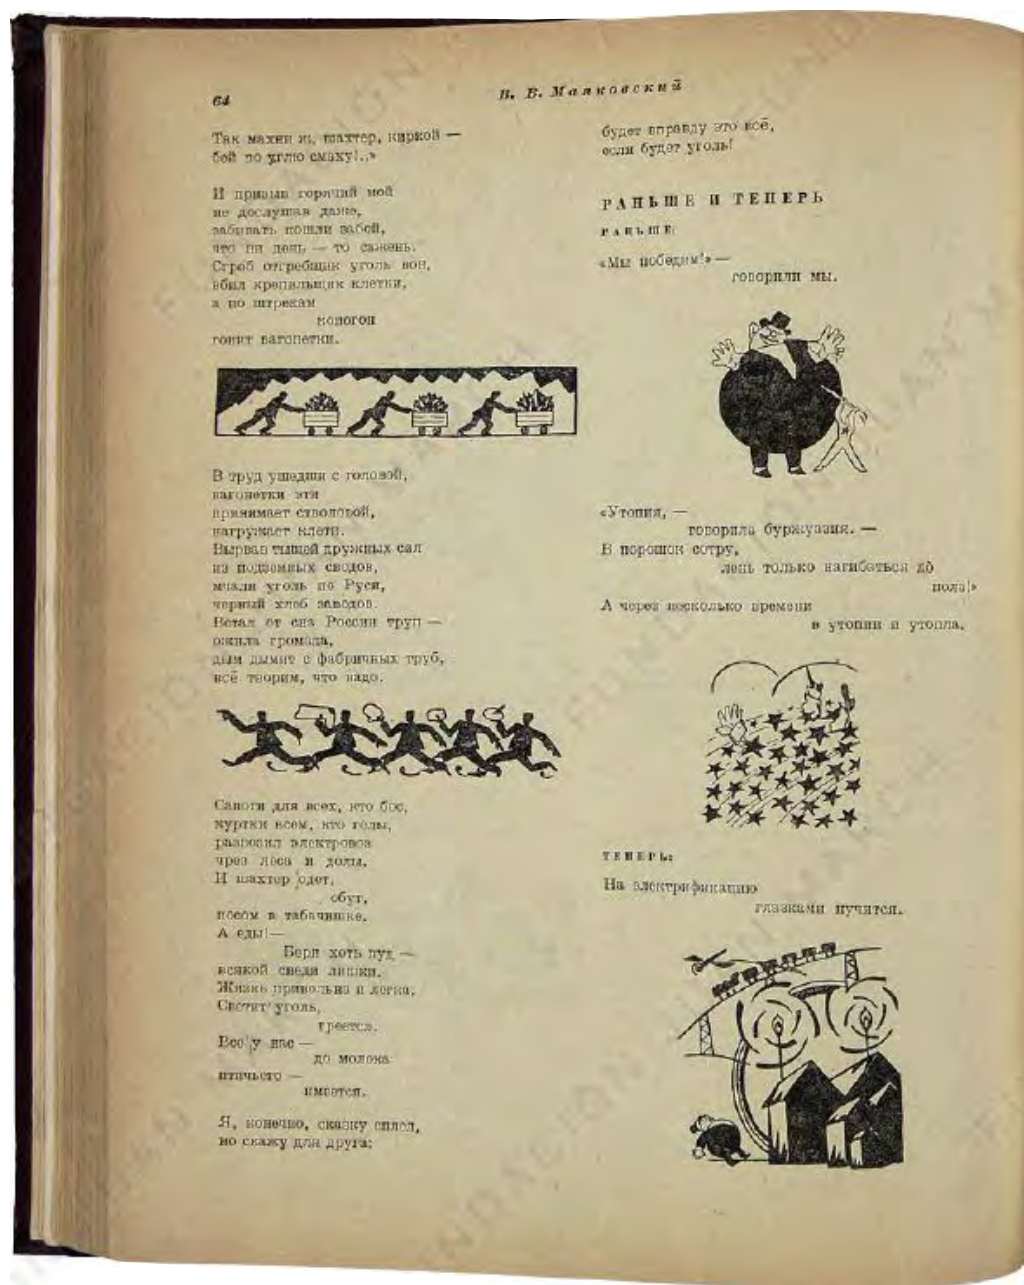 64
В. В. Маяковский
Так махни ж, шахтер, киркой —
бей по углю смаху!..»
И призыв горячий мой
не дослушав даже,
забивать пошли забой,
что ни день — то сажень.
Сгреб отгребщик уголь вон,
вбил крепильщик клетки,
а по штрекам
коногон
гонит вагонетки.
В труд ушедши с головой,
вагонетки эти
принимает стволовой,
нагружает клети.
Вырвав тыщей дружных сил
из подземных сводов,
мчали уголь по Руси,
черный хлеб заводов.
Встал от сна России труп —
ожила громада,
дым дымит с фабричных труб,
всё творим, что надо.
Сапоги для всех, кто бос,
куртки всем, кто голы,
развозил электровоз
чрез леса и долы.
И шахтер одет,
обут,
носом в табачишке.
А еды! —
Бери хоть пуд —
всякой снеди лишки.
Жизнь привольна и легка,
Светит уголь,
греется.
Всё у нас —
до молока
птичьего —
имеется.
Я, конечно, сказку сплел,
но скажу для друга:
будет вправду это всё,
если будет уголь!
РАНЬШЕ И ТЕПЕРЬ
РАНЬШЕ:
«Мы победим!» —
говорили мы.
«Утопия, —
говорила буржуазия. —
В порошок сотру,
лень только нагибаться до́
пола!»
А через несколько времени
в утопии и утопла.
ТЕПЕРЬ:
На электрификацию
глазками пучится.